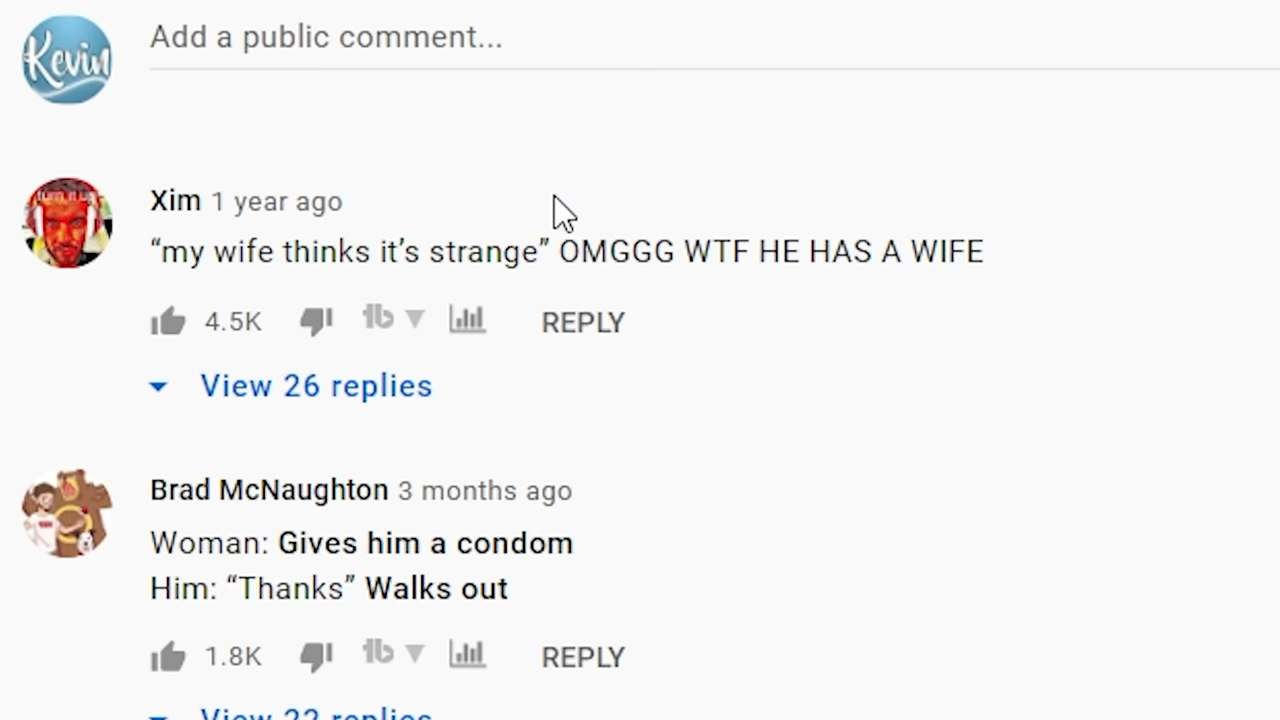 Kevin
Add a public comment...
Xim 1 year ago
“my wife thinks it’s strange” OMGGG WTF HE HAS A WIFE
4.5K REPLY
View 26 replies
Brad McNaughton 3 months ago
Woman: Gives him a condom
Him: “Thanks” Walks out
1.8K REPLY
View 22 replies